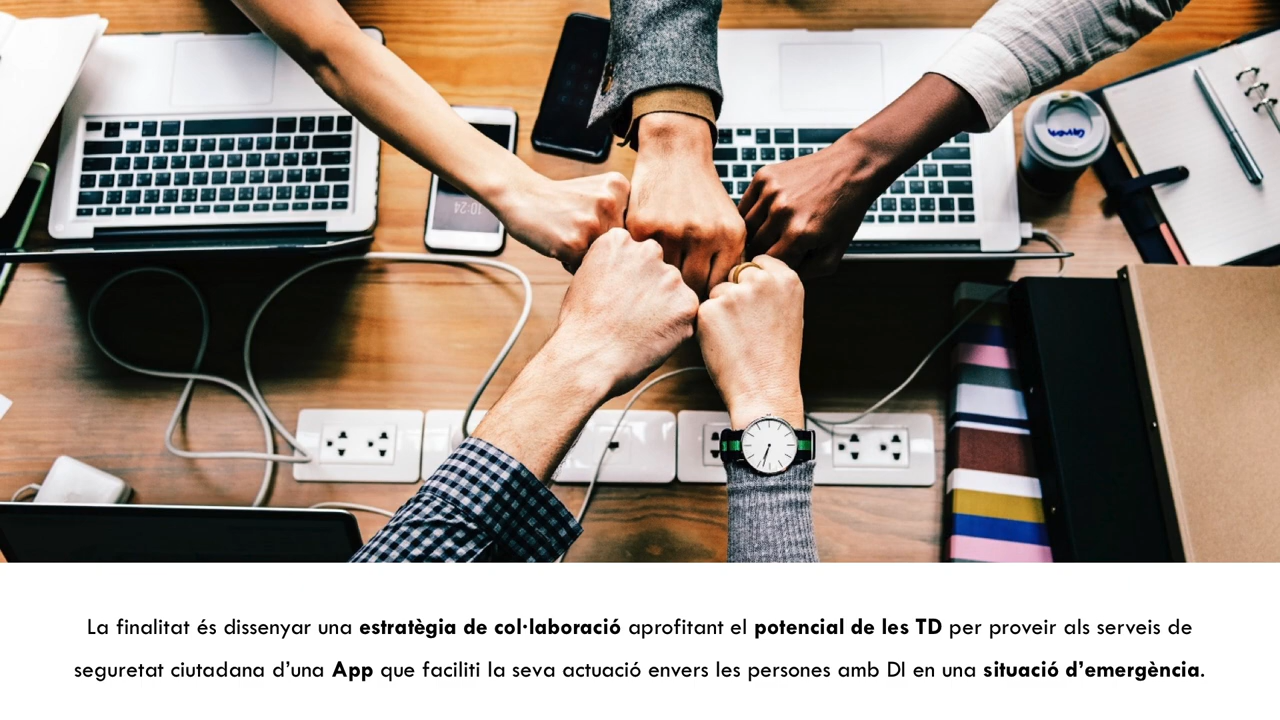 10:24
La finalitat és dissenyar una estratègia de col·laboració aprofitant el potencial de les TD per proveir als serveis de
seguretat ciutadana d’una App que faciliti la seva actuació envers les persones amb DI en una situació d’emergència.